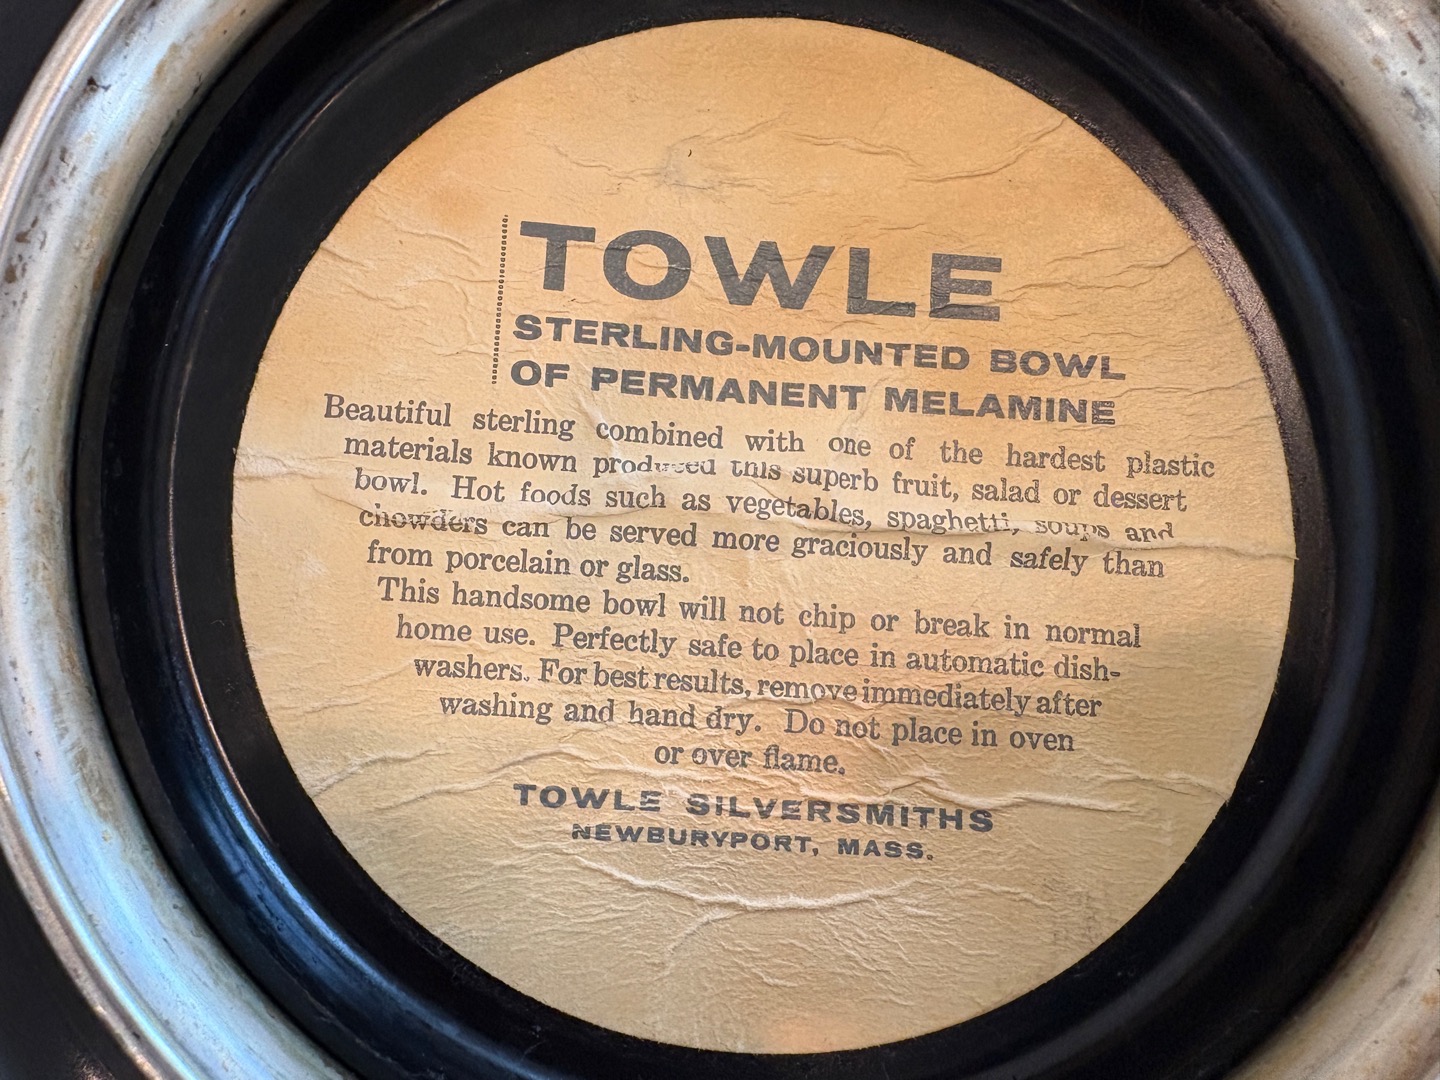 TOWLE
STERLING-MOUNTED BOWL
OF PERMANENT MELAMINE
Beautiful sterling combined with one of the hardest plastic
materials known produced this superb fruit, salad or dessert
bowl. Hot foods such as vegetables, spaghetti, soups and
chowders can be served more graciously and safely than
from porcelain or glass.
This handsome bowl will not chip or break in normal
home use. Perfectly safe to place in automatic dish-
washers. For best results, remove immediately after
washing and hand dry. Do not place in oven
or over flame.
TOWLE SILVERSMITHS
NEWBURYPORT, MASS.